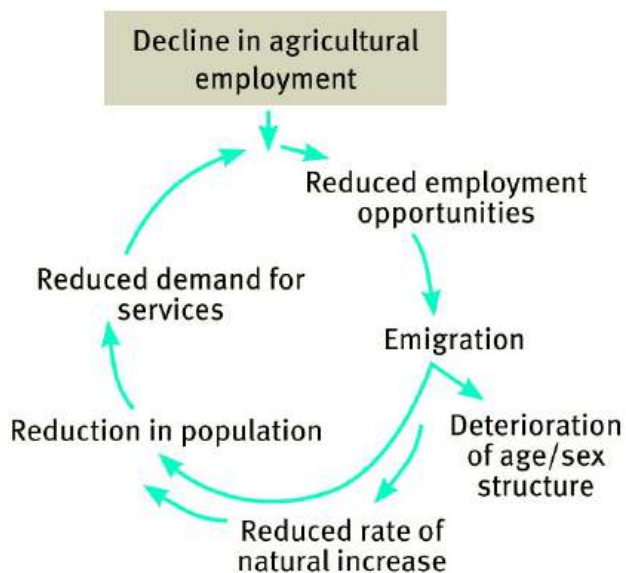 Decline in agricultural
employment
Reduced employment
opportunities
Emigration
Deterioration
of age/sex
structure
Reduced rate of
natural increase
Reduction in population
Reduced demand for
services